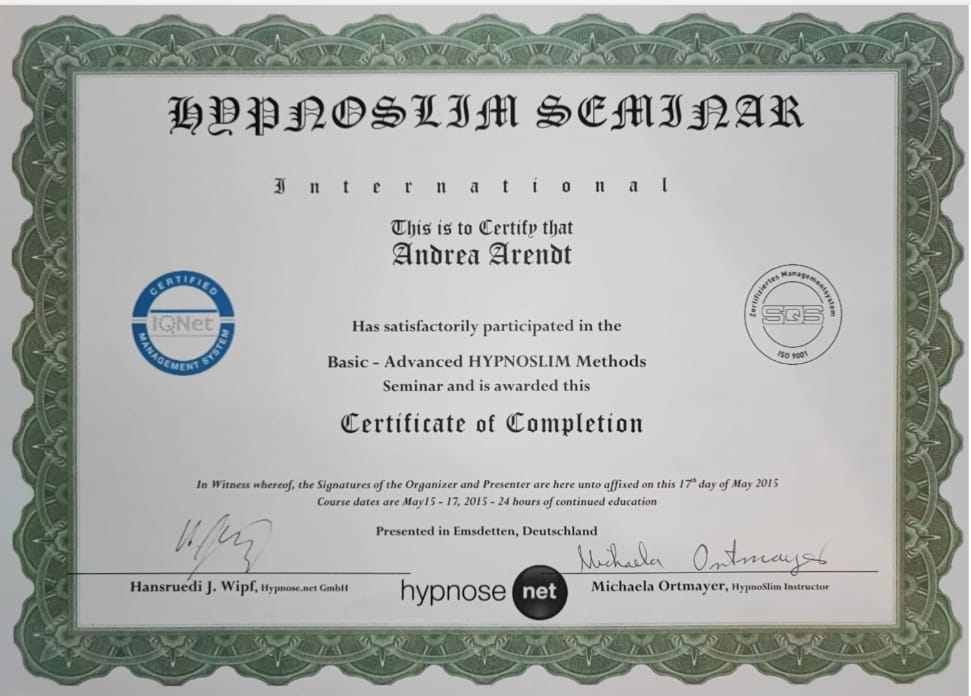 HYPNOSLIM SEMINAR
International
This is to Certify that
Andrea Arendt
CERTIFIED
IQNet
MANAGEMENT SYSTEM
Zertifiziertes Managementsystem
SQS
ISO 9001
Has satisfactorily participated in the
Basic - Advanced HYPNOSLIM Methods
Seminar and is awarded this
Certificate of Completion
In Witness whereof, the Signatures of the Organizer and Presenter are here unto affixed on this 17th day of May 2015
Course dates are May15 - 17, 2015 - 24 hours of continued education
Presented in Emsdetten, Deutschland
Michaela Ortmayer
Hansruedi J. Wipf, Hypnose.net GmbH
hypnose net
Michaela Ortmayer, HypnoSlim Instructor